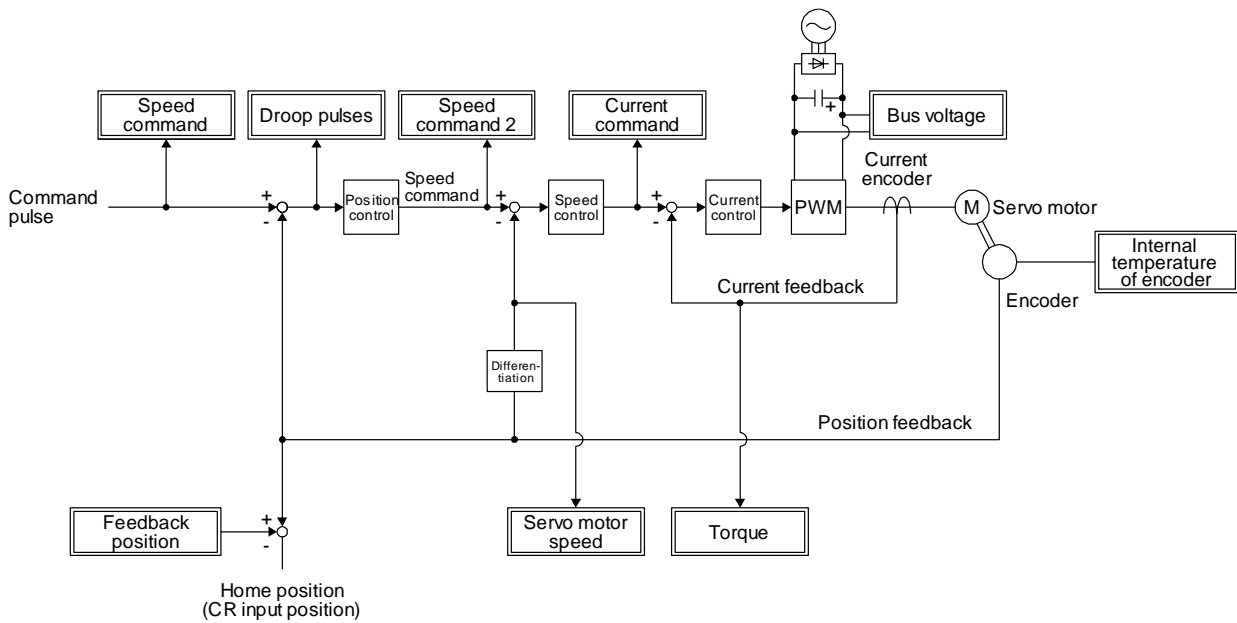 Speed
command
Droop pulses
Speed
command 2
Current
command
Bus voltage
Current
encoder
Command
pulse
+
-
Position
control
Speed
command
+
-
Speed
control
+
-
Current
control
PWM
+
M
Servo motor
Internal
temperature
of encoder
Current feedback
Encoder
Differen-
tiation
Position feedback
Feedback
position
+
-
Servo motor
speed
Torque
Home position
(CR input position)